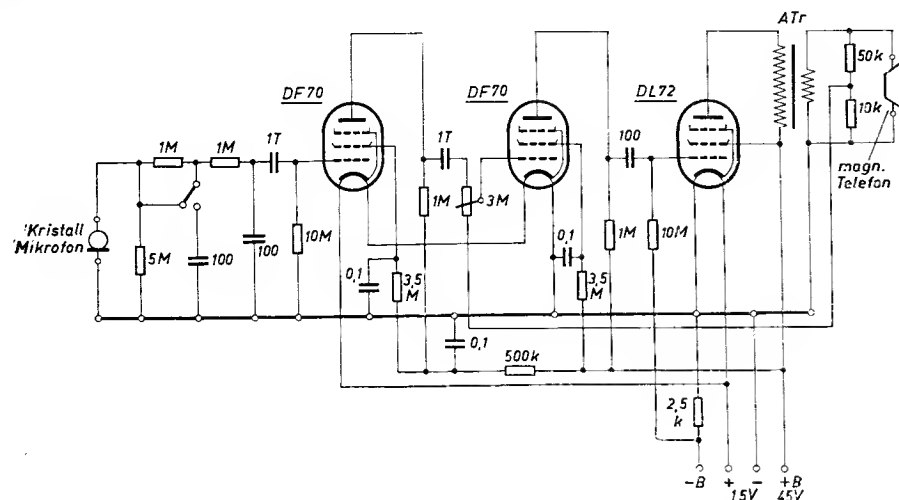 ATr
DF70
DF70
DL72
50k
10k
magn.
Telefon
1M
1M
1T
1T
100
'Kristall
'Mikrofon
5M
100
100
10M
1M
3M
0,1
3,5
M
0,1
1M
3,5
M
10M
0,1
500k
2,5
k
-B
+
-
+B
1,5V
45V